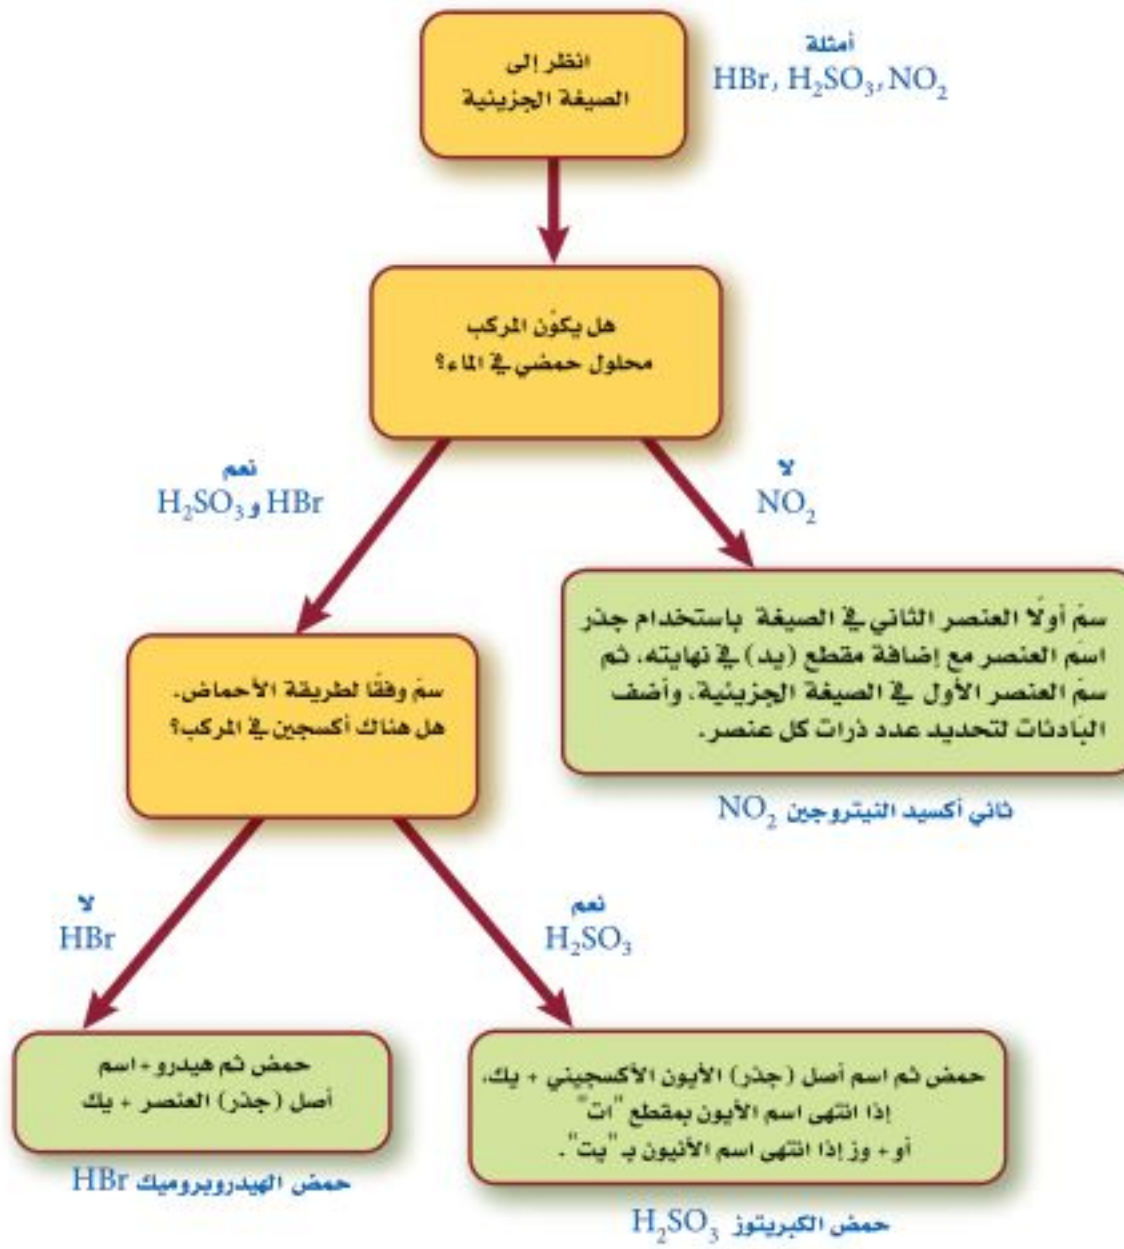 انظر إلى
الصيغة الجزيئية
أمثلة
HBr, H₂SO₃, NO₂
هل يكوّن المركب
محلول حمضي في الماء؟
نعم
HBr و H₂SO₃
لا
NO₂
سمّ أولًا العنصر الثاني في الصيغة باستخدام جذر
اسم العنصر مع إضافة مقطع (يد) في نهايته، ثم
سمّ العنصر الأول في الصيغة الجزيئية، وأضف
البادئات لتحديد عدد ذرات كل عنصر.
ثاني أكسيد النيتروجين NO₂
سمّ وفقًا لطريقة الأحماض.
هل هناك أكسجين في المركب؟
نعم
H₂SO₃
لا
HBr
حمض ثم اسم أصل (جذر) الأيون الأكسجيني + يك،
إذا انتهى اسم الأيون بمقطع "ات"
أو + وز إذا انتهى اسم الأنيون بـ "يت".
حمض الكبريتوز H₂SO₃
حمض ثم هيدرو + اسم
أصل (جذر) العنصر + يك
حمض الهيدروبروميك HBr